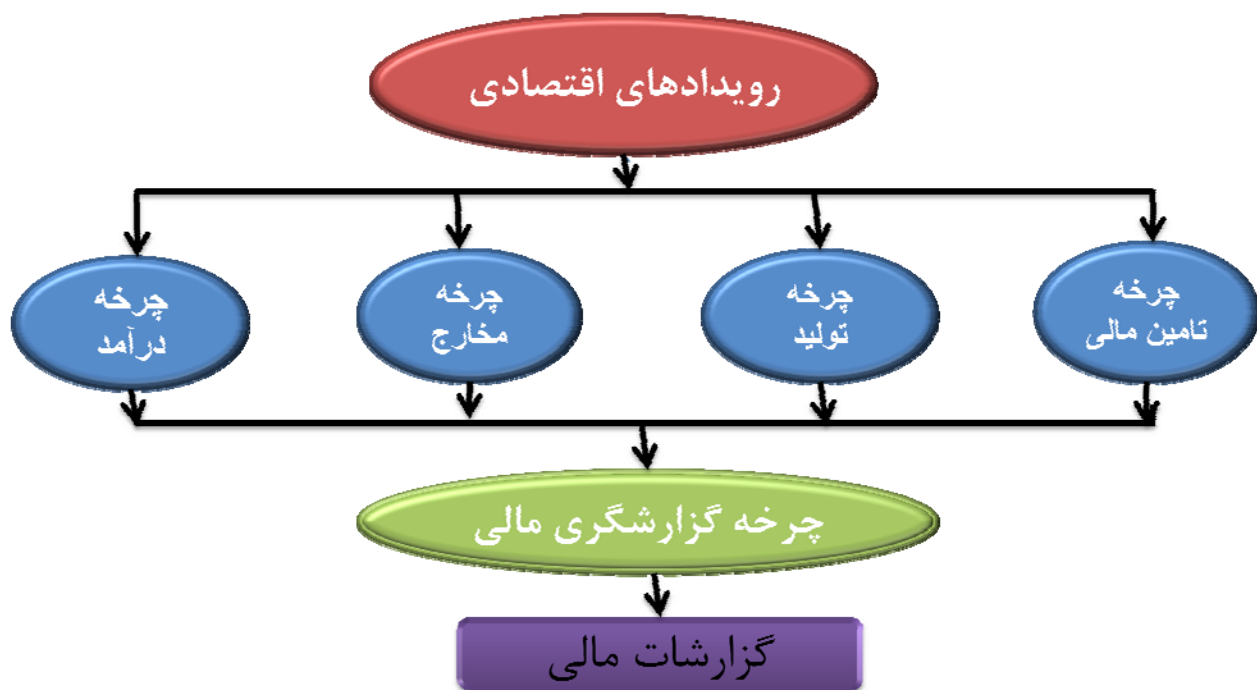 رویدادهای اقتصادی
چرخه
تامین مالی
چرخه
تولید
چرخه
مخارج
چرخه
درآمد
چرخه گزارشگری مالی
گزارشات مالی